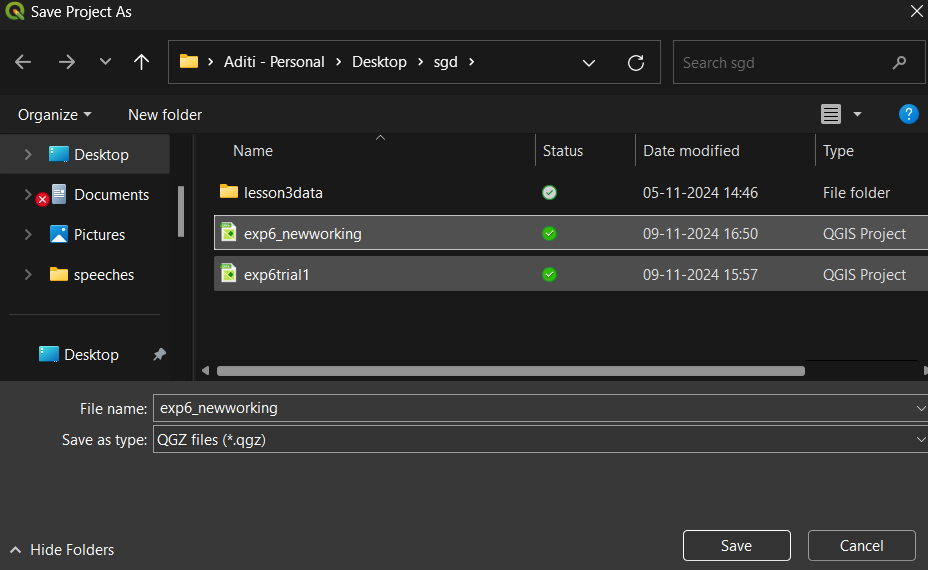 Save Project As
Aditi - Personal > Desktop > sgd >
Search sgd
Organize
New folder
?
Name
Status
Date modified
Type
Desktop
Documents
Pictures
speeches
Desktop
lesson3data 05-11-2024 14:46 File folder
exp6_newworking 09-11-2024 16:50 QGIS Project
exp6trial1 09-11-2024 15:57 QGIS Project
File name: exp6_newworking
Save as type: QGZ files (*.qgz)
Hide Folders
Save
Cancel